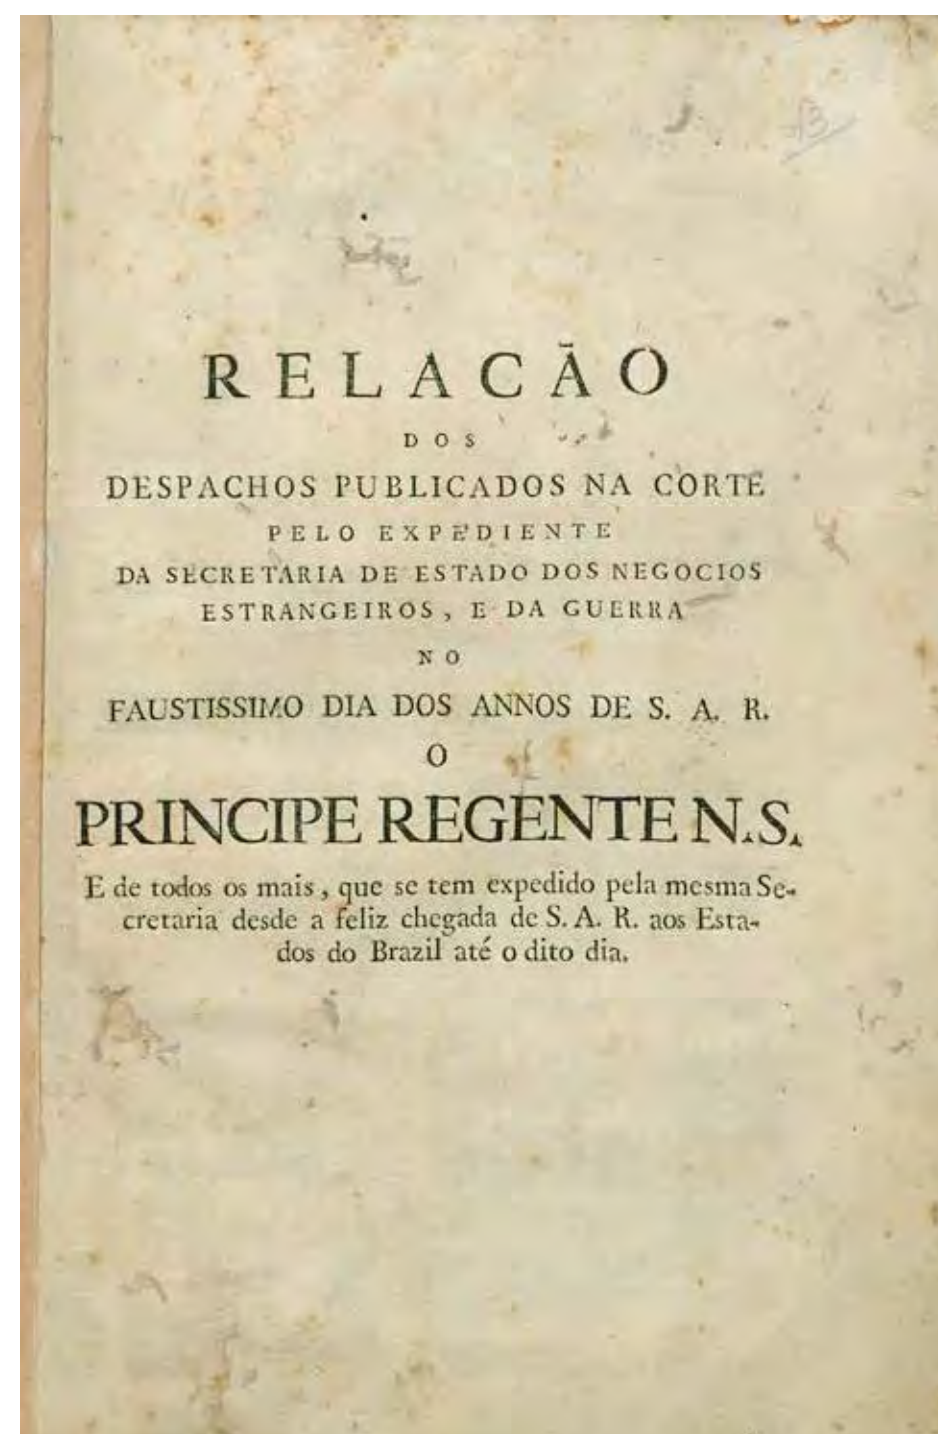 RELACÃO
DOS
DESPACHOS PUBLICADOS NA CORTE
PELO EXPEDIENTE
DA SECRETARIA DE ESTADO DOS NEGOCIOS
ESTRANGEIROS, E DA GUERRA
NO
FAUSTISSIMO DIA DOS ANNOS DE S. A. R.
O
PRINCIPE REGENTE N.S.
E de todos os mais, que se tem expedido pela mesma Se-
cretaria desde a feliz chegada de S. A. R. aos Esta-
dos do Brazil até o dito dia.